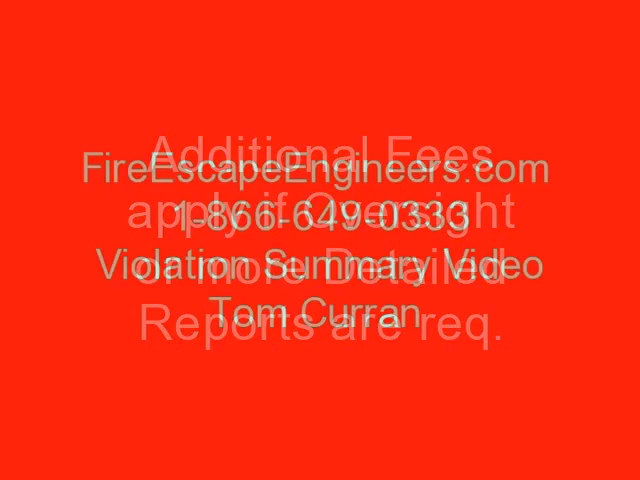 Additional Fees
apply if Oversight
or more Detailed
Reports are req.
FireEscapeEngineers.com
1-866-649-0333
Violation Summary Video
Tom Curran